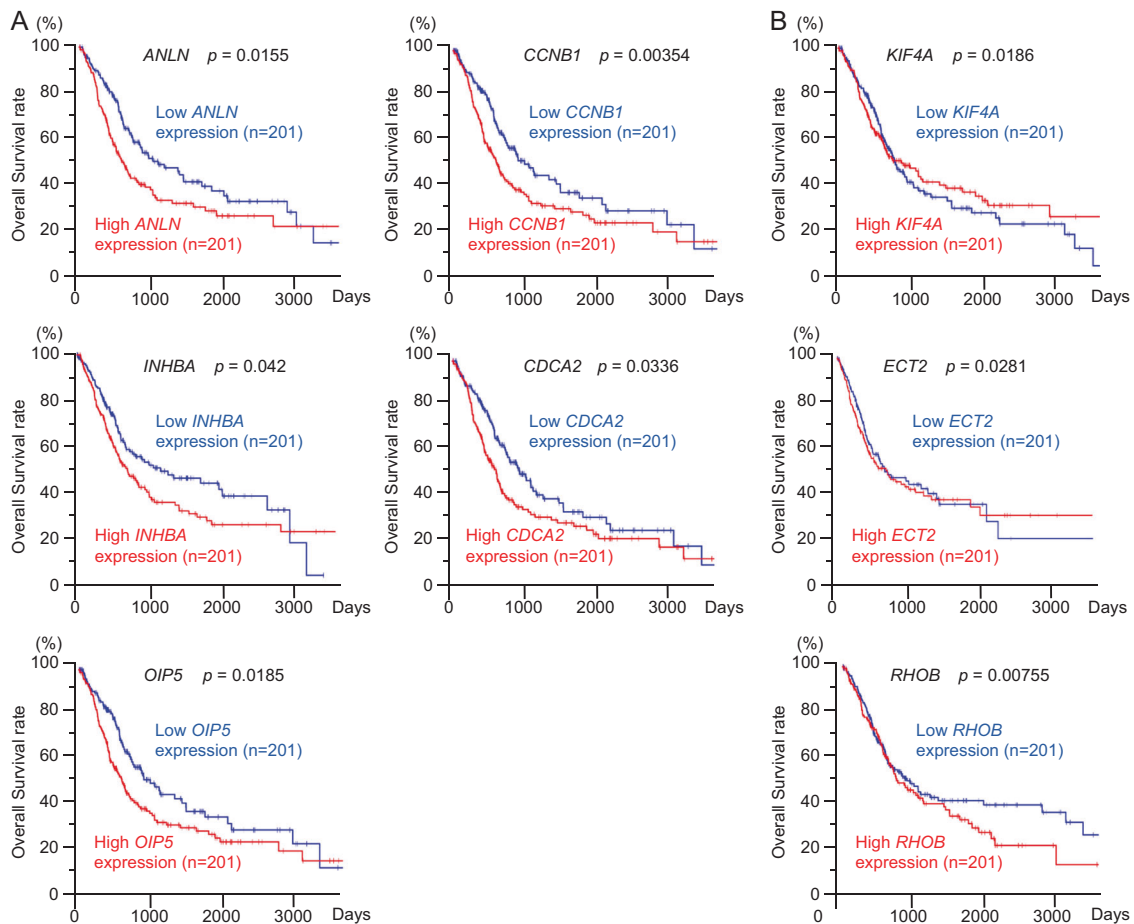 A
B
(%)
Overall Survival rate
100
80
60
40
20
0
ANLN p = 0.0155
Low ANLN
expression (n=201)
High ANLN
expression (n=201)
0 1000 2000 3000 Days
(%)
Overall Survival rate
100
80
60
40
20
0
CCNB1 p = 0.00354
Low CCNB1
expression (n=201)
High CCNB1
expression (n=201)
0 1000 2000 3000 Days
(%)
Overall Survival rate
100
80
60
40
20
0
KIF4A p = 0.0186
Low KIF4A
expression (n=201)
High KIF4A
expression (n=201)
0 1000 2000 3000 Days
(%)
Overall Survival rate
100
80
60
40
20
0
INHBA p = 0.042
Low INHBA
expression (n=201)
High INHBA
expression (n=201)
0 1000 2000 3000 Days
(%)
Overall Survival rate
100
80
60
40
20
0
CDCA2 p = 0.0336
Low CDCA2
expression (n=201)
High CDCA2
expression (n=201)
0 1000 2000 3000 Days
(%)
Overall Survival rate
100
80
60
40
20
0
ECT2 p = 0.0281
Low ECT2
expression (n=201)
High ECT2
expression (n=201)
0 1000 2000 3000 Days
(%)
Overall Survival rate
100
80
60
40
20
0
OIP5 p = 0.0185
Low OIP5
expression (n=201)
High OIP5
expression (n=201)
0 1000 2000 3000 Days
(%)
Overall Survival rate
100
80
60
40
20
0
RHOB p = 0.00755
Low RHOB
expression (n=201)
High RHOB
expression (n=201)
0 1000 2000 3000 Days